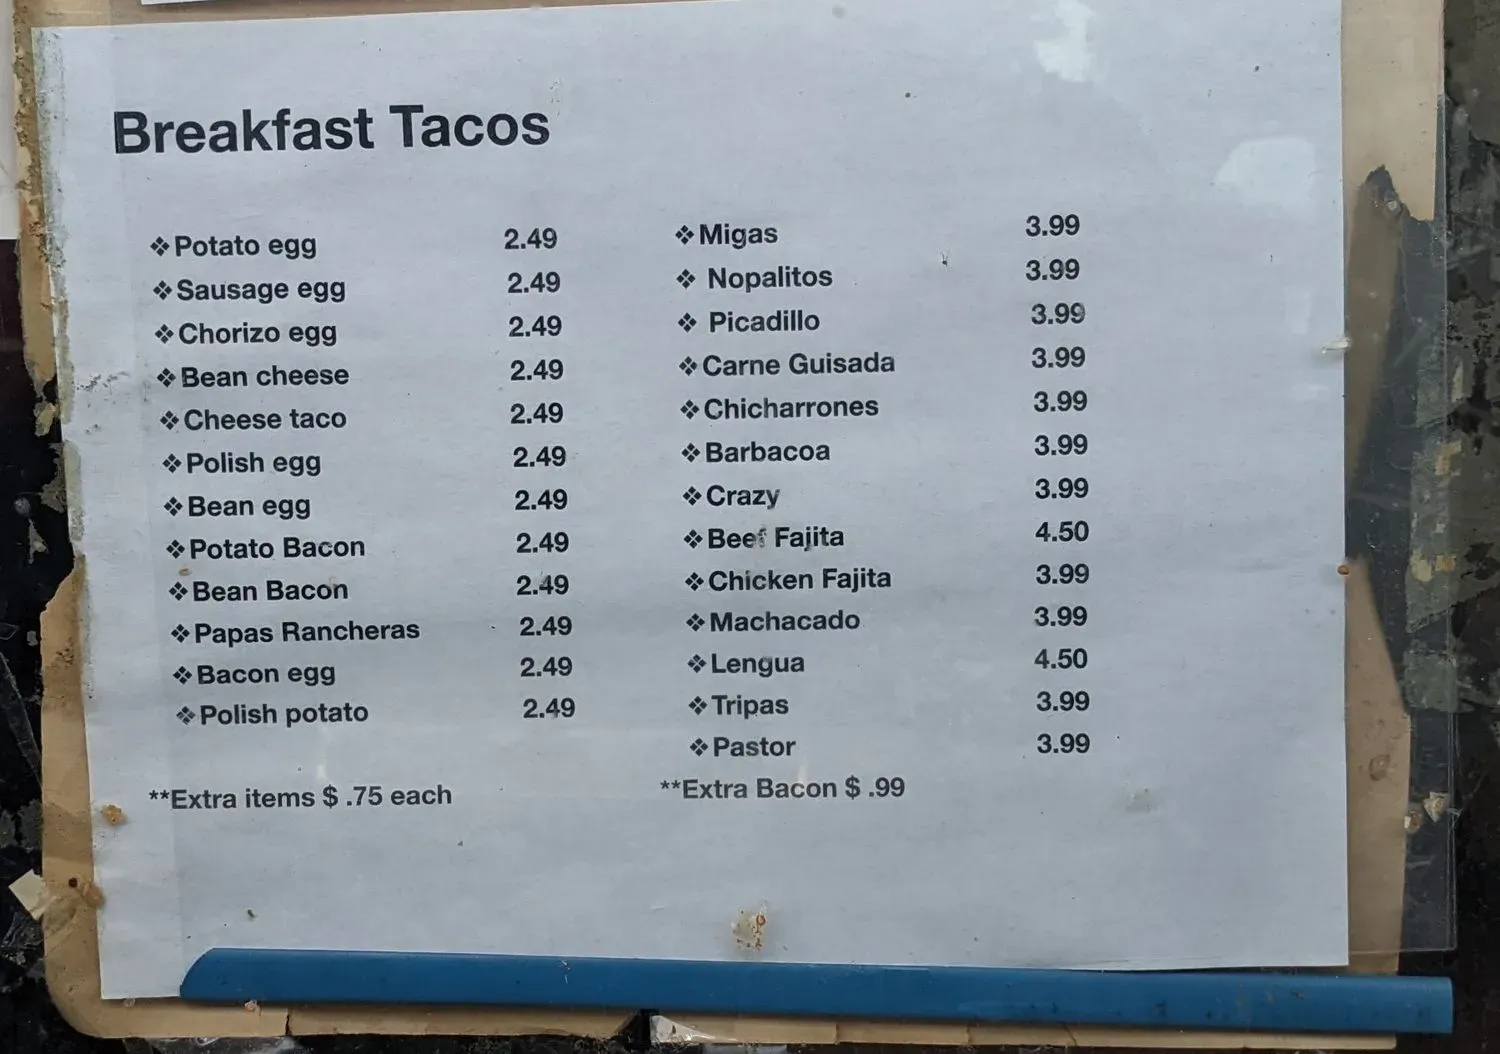 Breakfast Tacos
❖ Potato egg 2.49
❖ Sausage egg 2.49
❖ Chorizo egg 2.49
❖ Bean cheese 2.49
❖ Cheese taco 2.49
❖ Polish egg 2.49
❖ Bean egg 2.49
❖ Potato Bacon 2.49
❖ Bean Bacon 2.49
❖ Papas Rancheras 2.49
❖ Bacon egg 2.49
❖ Polish potato 2.49
**Extra items $ .75 each
❖ Migas 3.99
❖ Nopalitos 3.99
❖ Picadillo 3.99
❖ Carne Guisada 3.99
❖ Chicharrones 3.99
❖ Barbacoa 3.99
❖ Crazy 3.99
❖ Beef Fajita 4.50
❖ Chicken Fajita 3.99
❖ Machacado 3.99
❖ Lengua 4.50
❖ Tripas 3.99
❖ Pastor 3.99
**Extra Bacon $ .99